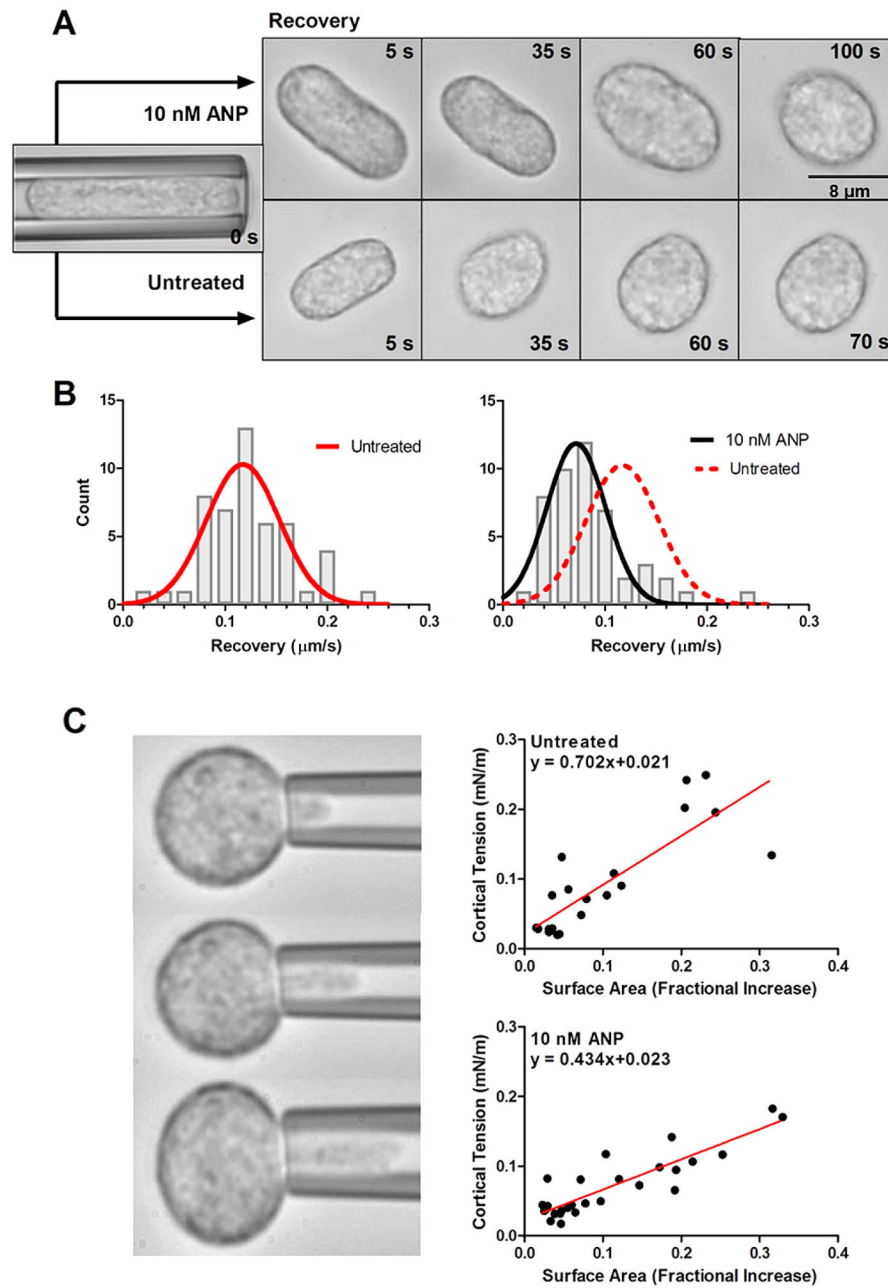 A
Recovery
5 s
35 s
60 s
100 s
10 nM ANP
8 μm
0 s
Untreated
5 s
35 s
60 s
70 s
B
15
10
5
0
Count
Untreated
0.0
0.1
0.2
0.3
Recovery (μm/s)
15
10
5
0
10 nM ANP
Untreated
0.0
0.1
0.2
0.3
Recovery (μm/s)
C
0.3
0.2
0.1
0.0
Cortical Tension (mN/m)
Untreated
y = 0.702x+0.021
0.0
0.1
0.2
0.3
0.4
Surface Area (Fractional Increase)
0.3
0.2
0.1
0.0
Cortical Tension (mN/m)
10 nM ANP
y = 0.434x+0.023
0.0
0.1
0.2
0.3
0.4
Surface Area (Fractional Increase)